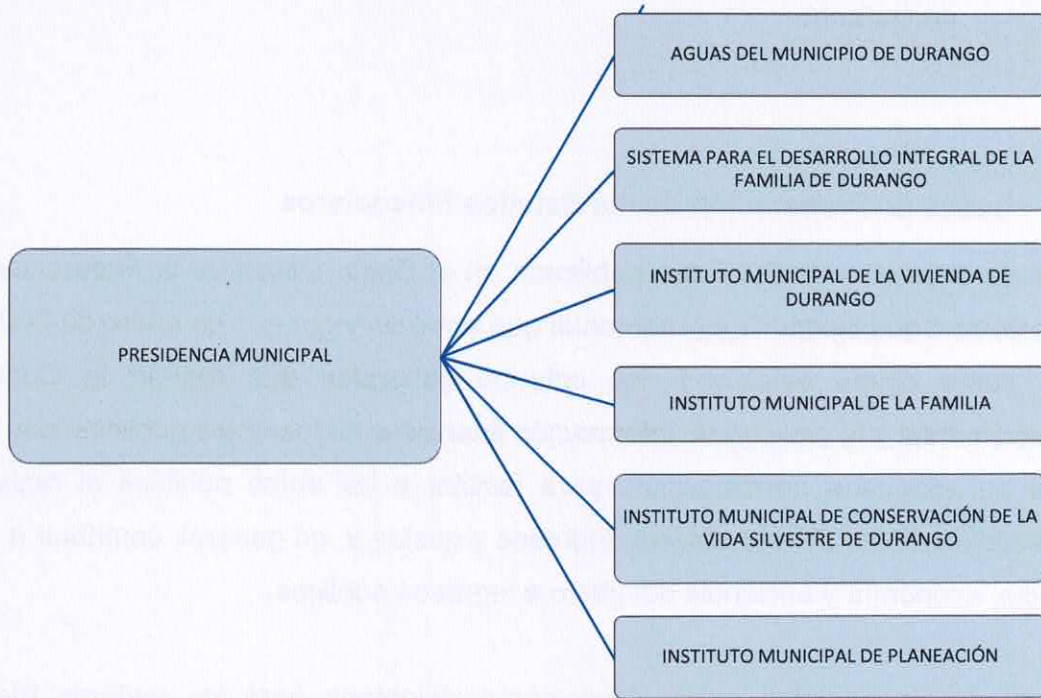 AGUAS DEL MUNICIPIO DE DURANGO
SISTEMA PARA EL DESARROLLO INTEGRAL DE LA
FAMILIA DE DURANGO
INSTITUTO MUNICIPAL DE LA VIVIENDA DE
DURANGO
PRESIDENCIA MUNICIPAL
INSTITUTO MUNICIPAL DE LA FAMILIA
INSTITUTO MUNICIPAL DE CONSERVACIÓN DE LA
VIDA SILVESTRE DE DURANGO
INSTITUTO MUNICIPAL DE PLANEACIÓN